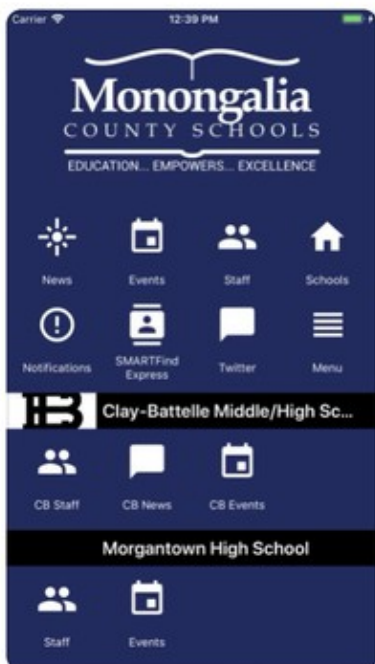 Carrier 12:39 PM
Monongalia
COUNTY SCHOOLS
EDUCATION... EMPOWERS... EXCELLENCE
News Events Staff Schools
Notifications SMARTFind Express Twitter Menu
Clay-Battelle Middle/High Sc...
CB Staff CB News CB Events
Morgantown High School
Staff Events